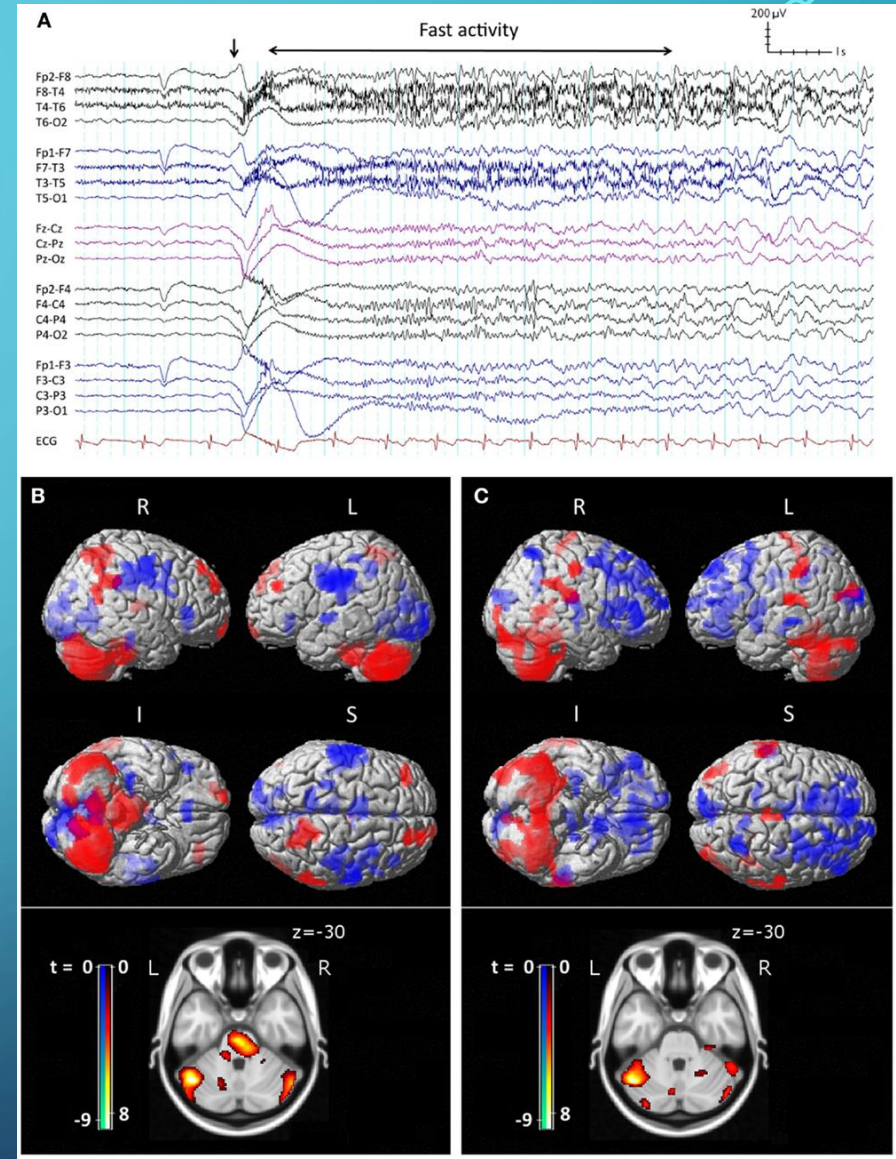 A
200 μV
Fast activity
1s
Fp2-F8
F8-T4
T4-T6
T6-O2
Fp1-F7
F7-T3
T3-T5
T5-O1
Fz-Cz
Cz-Pz
Pz-Oz
Fp2-F4
F4-C4
C4-P4
P4-O2
Fp1-F3
F3-C3
C3-P3
P3-O1
ECG
B
R L
I S
z=-30
t = 0 0 L R
-9 8
C
R L
I S
z=-30
t = 0 0 L R
-9 8